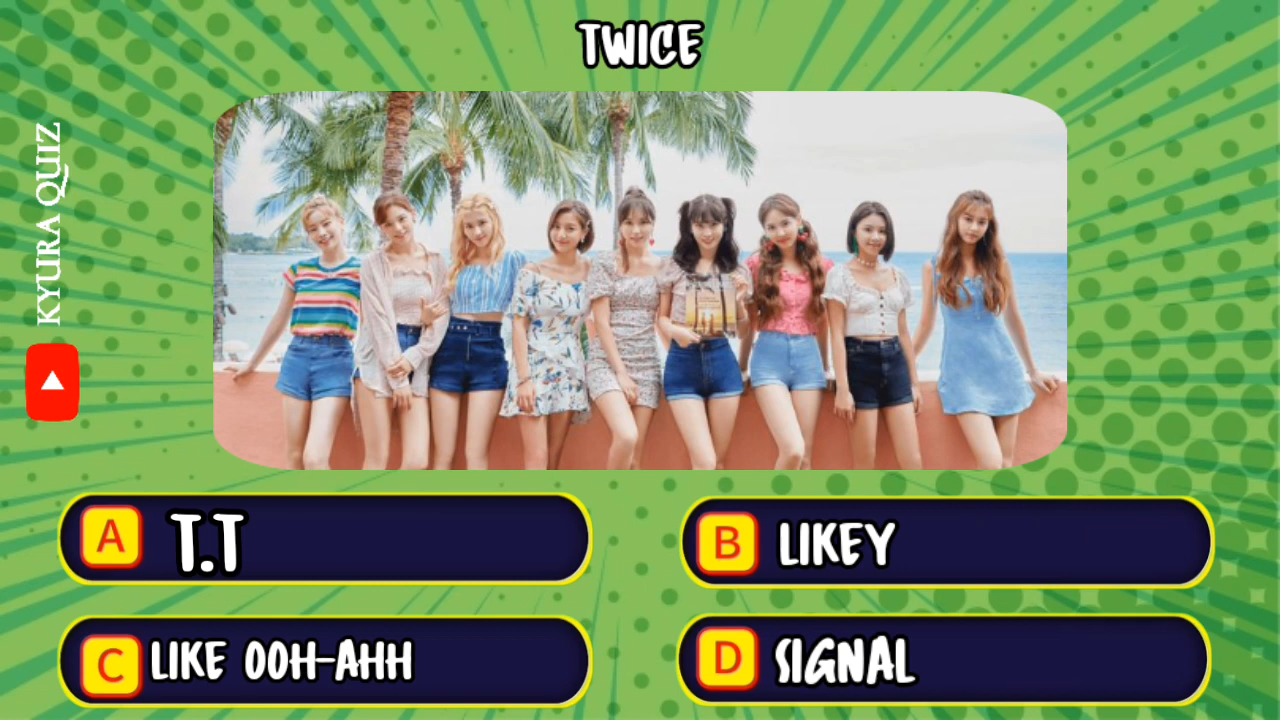 TWICE
KYURA QUIZ
A T.T
B LIKEY
C LIKE OOH-AHH
D SIGNAL